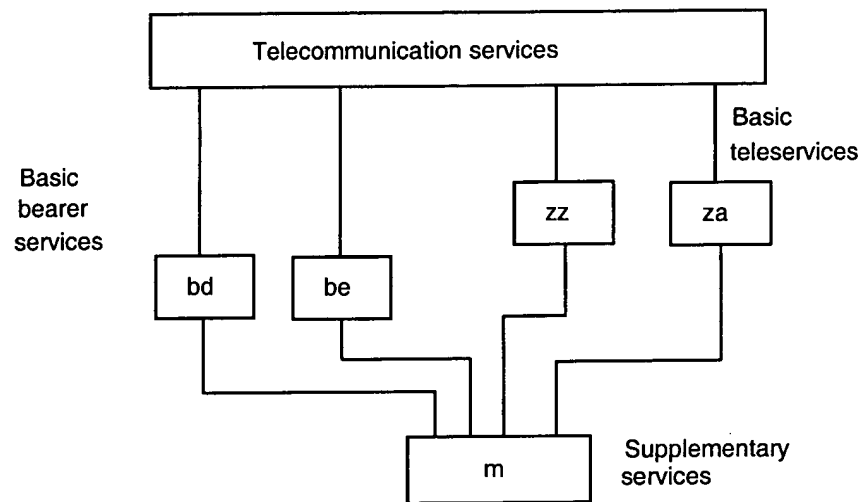 Telecommunication services
Basic
teleservices
Basic
bearer
services
zz
za
bd
be
m
Supplementary
services